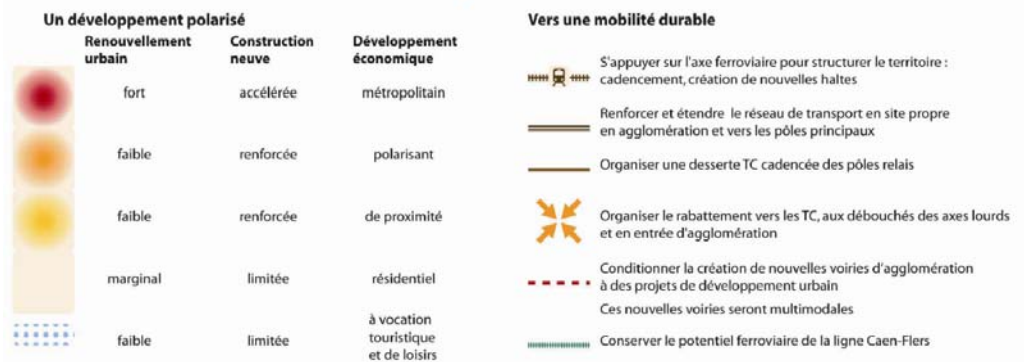 Un développement polarisé
Renouvellement
urbain
Construction
neuve
Développement
économique
fort
accélérée
métropolitain
faible
renforcée
polarisant
faible
renforcée
de proximité
marginal
limitée
résidentiel
faible
limitée
à vocation
touristique
et de loisirs
Vers une mobilité durable
S'appuyer sur l'axe ferroviaire pour structurer le territoire :
cadencement, création de nouvelles haltes
Renforcer et étendre le réseau de transport en site propre
en agglomération et vers les pôles principaux
Organiser une desserte TC cadencée des pôles relais
Organiser le rabattement vers les TC, aux débouchés des axes lourds
et en entrée d'agglomération
Conditionner la création de nouvelles voiries d'agglomération
à des projets de développement urbain
Ces nouvelles voiries seront multimodales
Conserver le potentiel ferroviaire de la ligne Caen-Flers